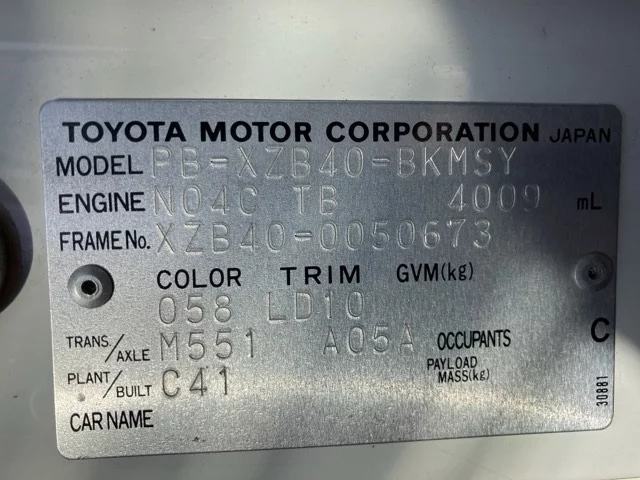 TOYOTA MOTOR CORPORATION JAPAN
MODEL PB-XZB40-BKMSY
ENGINE N04C TB 4009 mL
FRAME No. XZB40-0050673
COLOR TRIM GVM(kg)
058 LD10
TRANS./AXLE M551 A05A OCCUPANTS C
PLANT/BUILT C41 PAYLOAD MASS(kg)
CAR NAME
30881